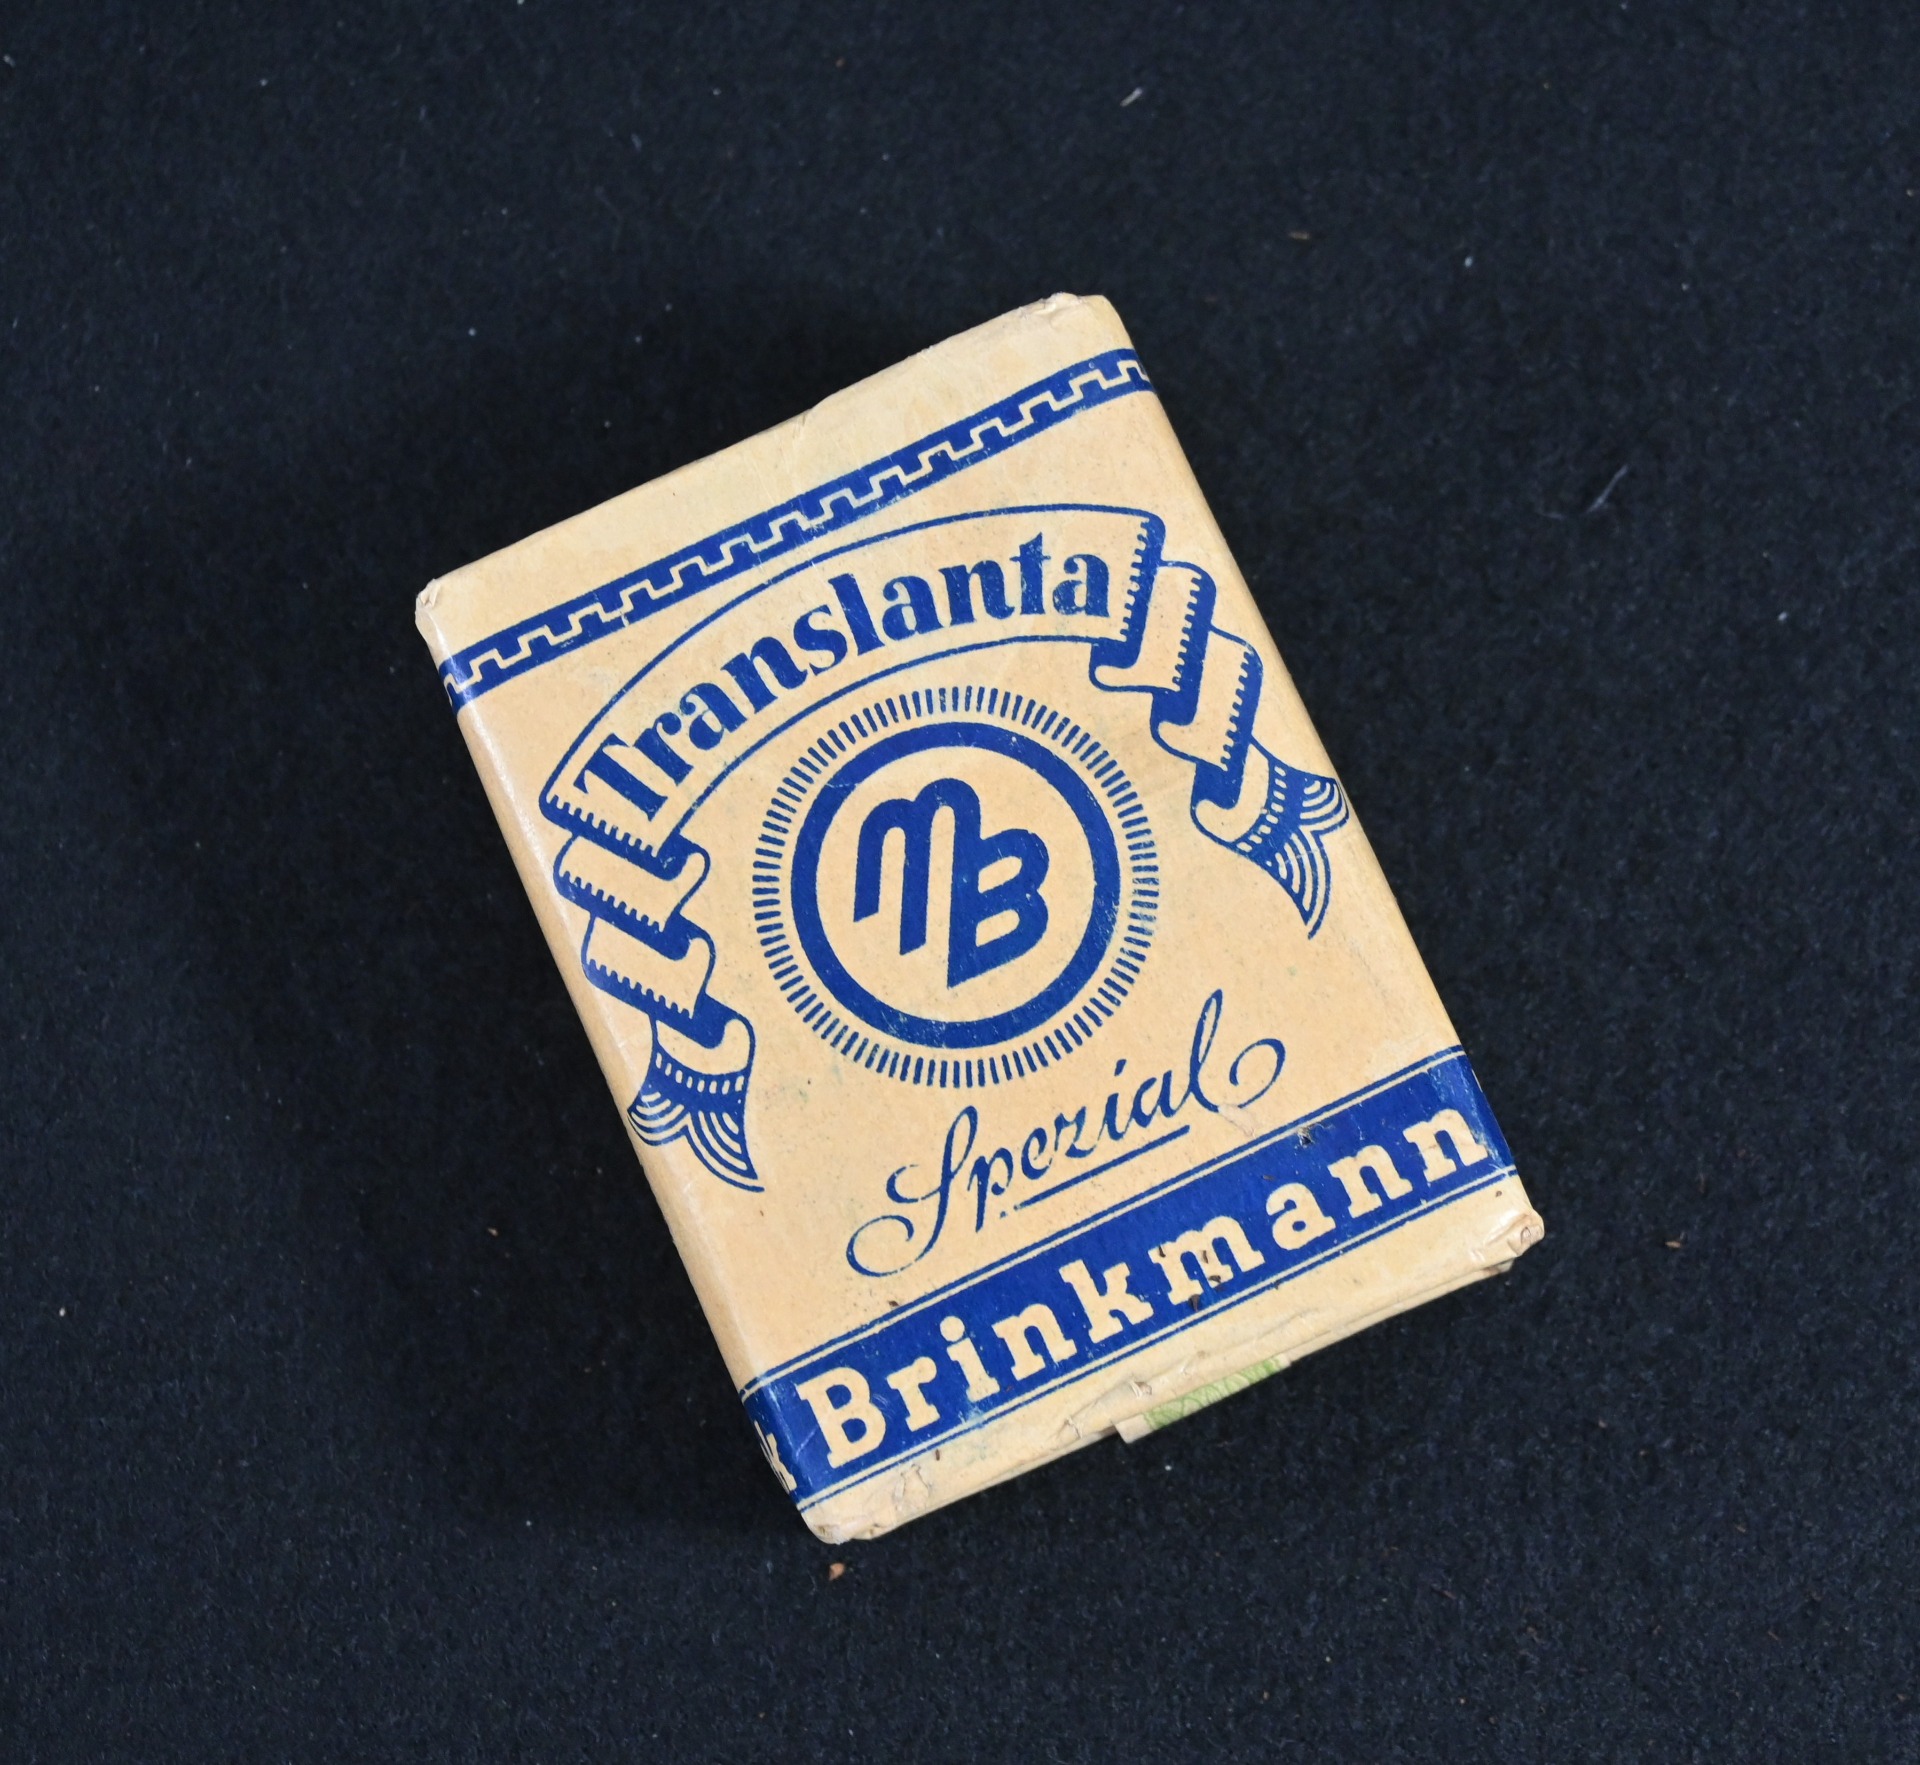 Translanta
MB
Spezial
k Brinkmann